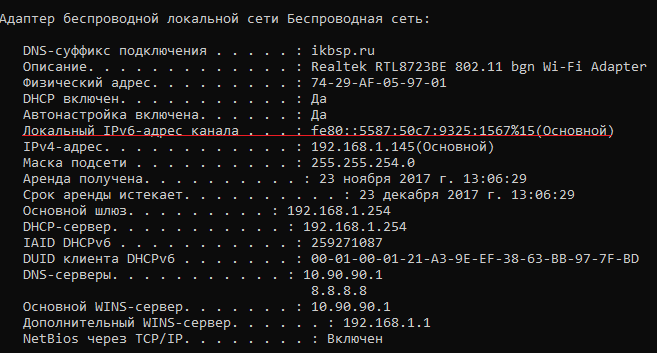 Адаптер беспроводной локальной сети Беспроводная сеть:
DNS-суффикс подключения . . . . . : ikbsp.ru
Описание. . . . . . . . . . . . . : Realtek RTL8723BE 802.11 bgn Wi-Fi Adapter
Физический адрес. . . . . . . . . : 74-29-AF-05-97-01
DHCP включен. . . . . . . . . . . : Да
Автонастройка включена. . . . . . : Да
Локальный IPv6-адрес канала . . . : fe80::5587:50c7:9325:1567%15(Основной)
IPv4-адрес. . . . . . . . . . . . : 192.168.1.145(Основной)
Маска подсети . . . . . . . . . . : 255.255.254.0
Аренда получена. . . . . . . . . . : 23 ноября 2017 г. 13:06:29
Срок аренды истекает. . . . . . . . . . : 23 декабря 2017 г. 13:06:29
Основной шлюз. . . . . . . . . : 192.168.1.254
DHCP-сервер. . . . . . . . . . . : 192.168.1.254
IAID DHCPv6 . . . . . . . . . . . : 259271087
DUID клиента DHCPv6 . . . . . . . : 00-01-00-01-21-A3-9E-EF-38-63-BB-97-7F-BD
DNS-серверы. . . . . . . . . . . : 10.90.90.1
8.8.8.8
Основной WINS-сервер. . . . . . . : 10.90.90.1
Дополнительный WINS-сервер. . . . . . : 192.168.1.1
NetBios через TCP/IP. . . . . . . . : Включен